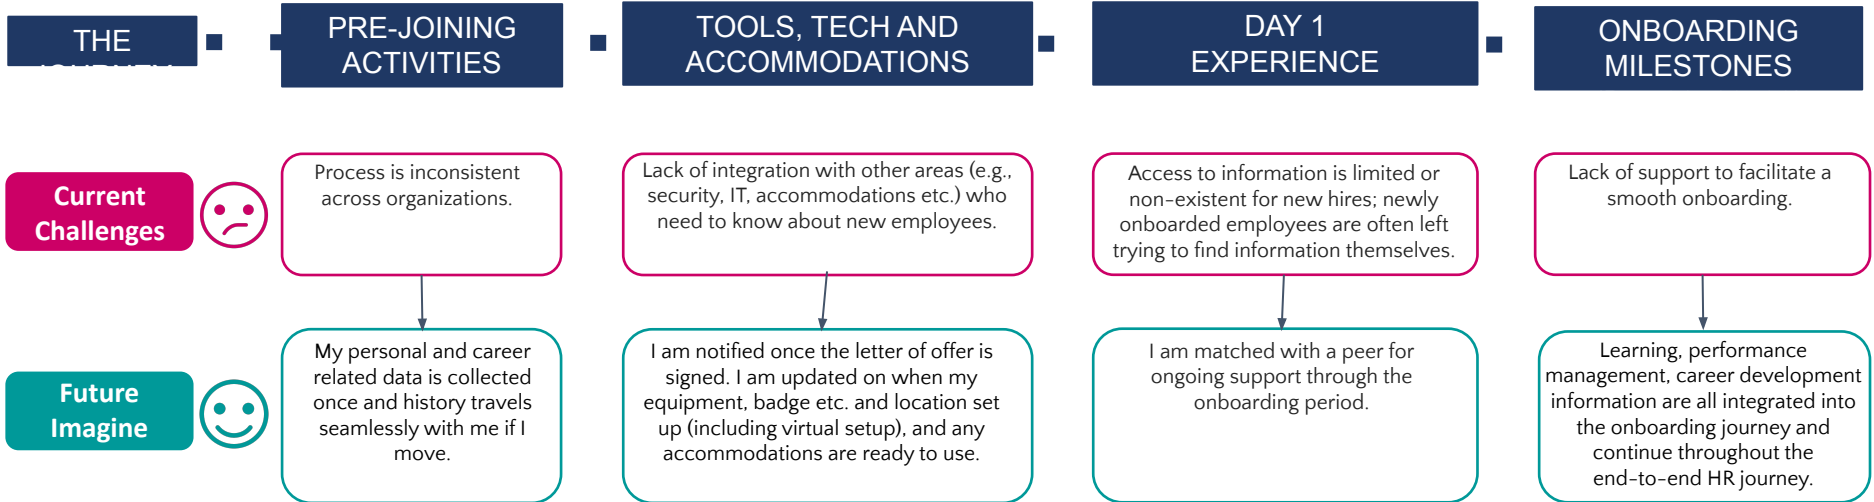 THE
PRE-JOINING
ACTIVITIES
TOOLS, TECH AND
ACCOMMODATIONS
DAY 1
EXPERIENCE
ONBOARDING
MILESTONES
Current
Challenges
Process is inconsistent
across organizations.
Lack of integration with other areas (e.g.,
security, IT, accommodations etc.) who
need to know about new employees.
Access to information is limited or
non-existent for new hires; newly
onboarded employees are often left
trying to find information themselves.
Lack of support to facilitate a
smooth onboarding.
Future
Imagine
My personal and career
related data is collected
once and history travels
seamlessly with me if I
move.
I am notified once the letter of offer is
signed. I am updated on when my
equipment, badge etc. and location set
up (including virtual setup), and any
accommodations are ready to use.
I am matched with a peer for
ongoing support through the
onboarding period.
Learning, performance
management, career development
information are all integrated into
the onboarding journey and
continue throughout the
end-to-end HR journey.